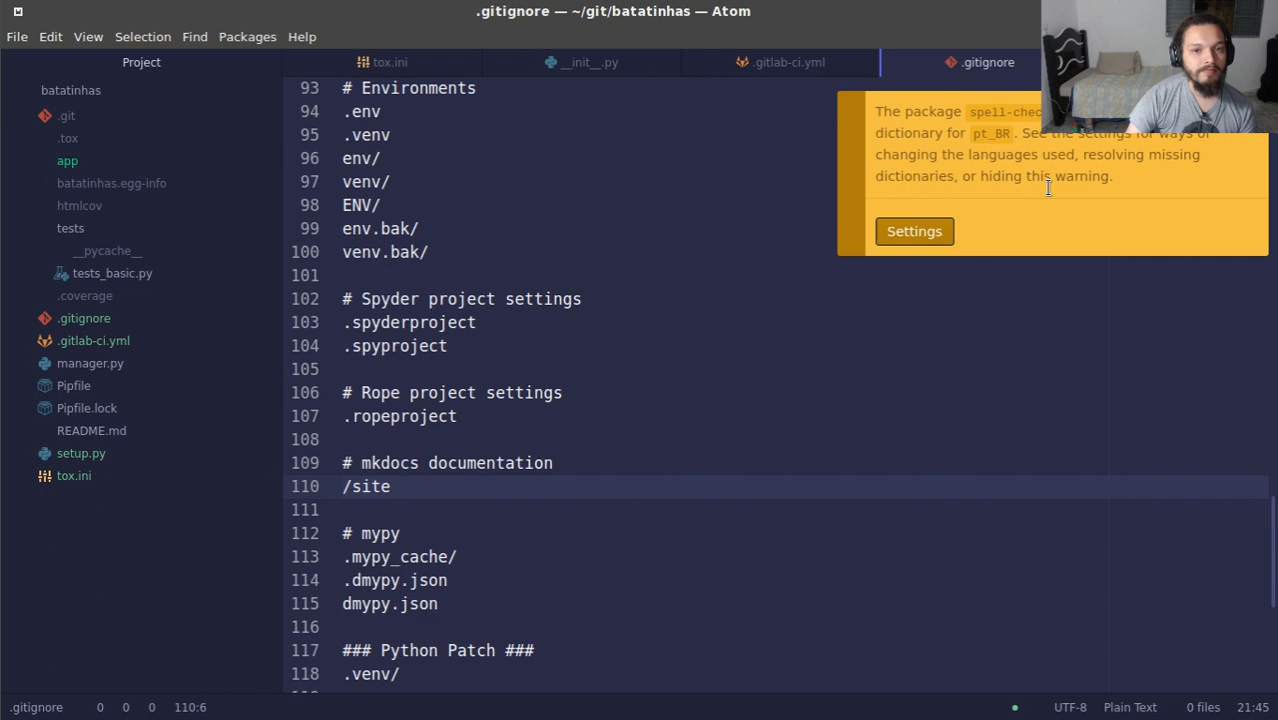 .gitignore — ~/git/batatinhas — Atom
File Edit View Selection Find Packages Help
Project
tox.ini
__init__.py
.gitlab-ci.yml
.gitignore
batatinhas
.git
.tox
app
batatinhas.egg-info
htmlcov
tests
__pycache__
tests_basic.py
.coverage
.gitignore
.gitlab-ci.yml
manager.py
Pipfile
Pipfile.lock
README.md
setup.py
tox.ini
93 # Environments
94 .env
95 .venv
96 env/
97 venv/
98 ENV/
99 env.bak/
100 venv.bak/
101
102 # Spyder project settings
103 .spyderproject
104 .spyproject
105
106 # Rope project settings
107 .ropeproject
108
109 # mkdocs documentation
110 /site
111
112 # mypy
113 .mypy_cache/
114 .dmypy.json
115 dmypy.json
116
117 ### Python Patch ###
118 .venv/
The package spell-chec
dictionary for pt_BR. See the settings for ways of
changing the languages used, resolving missing
dictionaries, or hiding this warning.
Settings
.gitignore 0 0 0 110:6 UTF-8 Plain Text 0 files 21:45